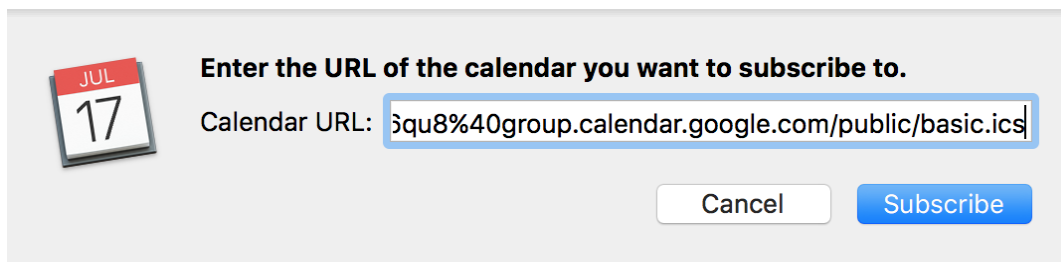 JUL
17
Enter the URL of the calendar you want to subscribe to.
Calendar URL: 6qu8%40group.calendar.google.com/public/basic.ics
Cancel Subscribe